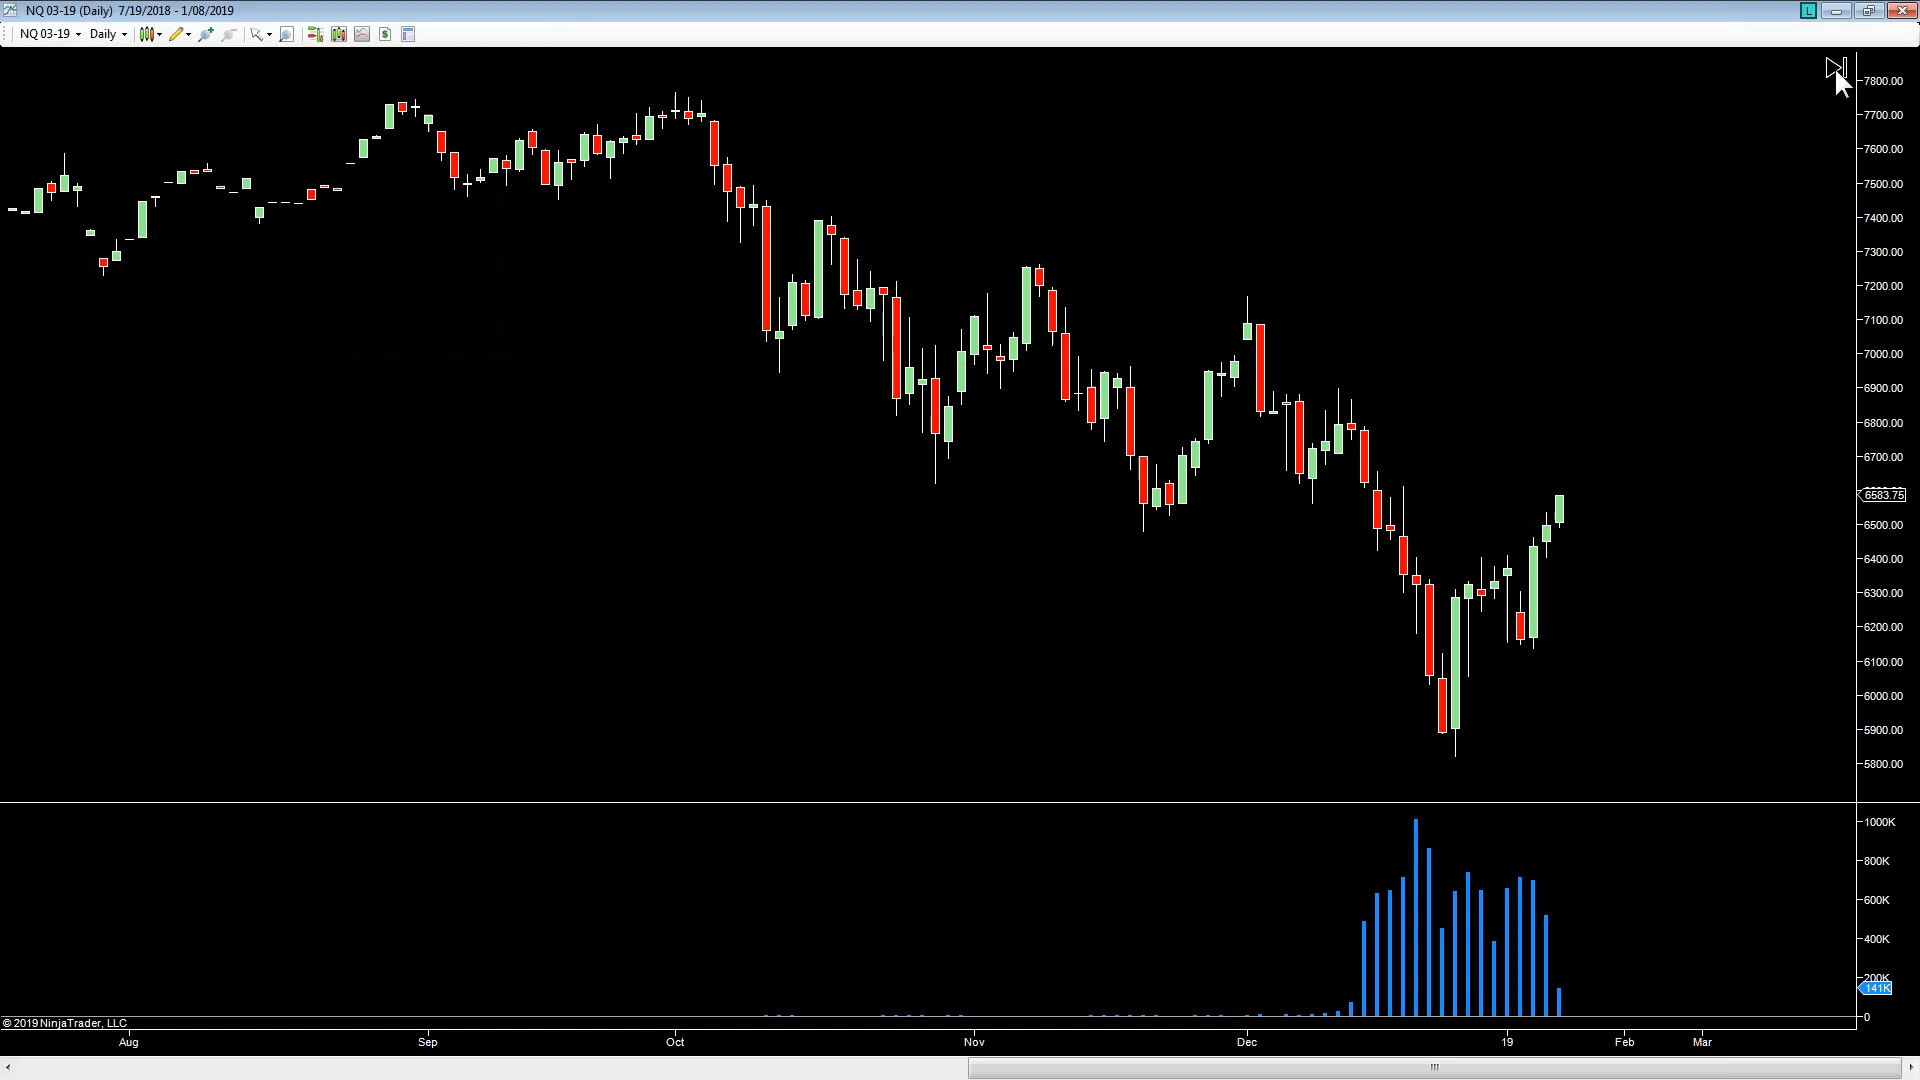 NQ 03-19 (Daily) 7/19/2018 - 1/08/2019
L
NQ 03-19 Daily
7800.00
7700.00
7600.00
7500.00
7400.00
7300.00
7200.00
7100.00
7000.00
6900.00
6800.00
6700.00
6583.75
6500.00
6400.00
6300.00
6200.00
6100.00
6000.00
5900.00
5800.00
1000K
800K
600K
400K
200K
141K
0
© 2019 NinjaTrader, LLC
Aug Sep Oct Nov Dec 19 Feb Mar